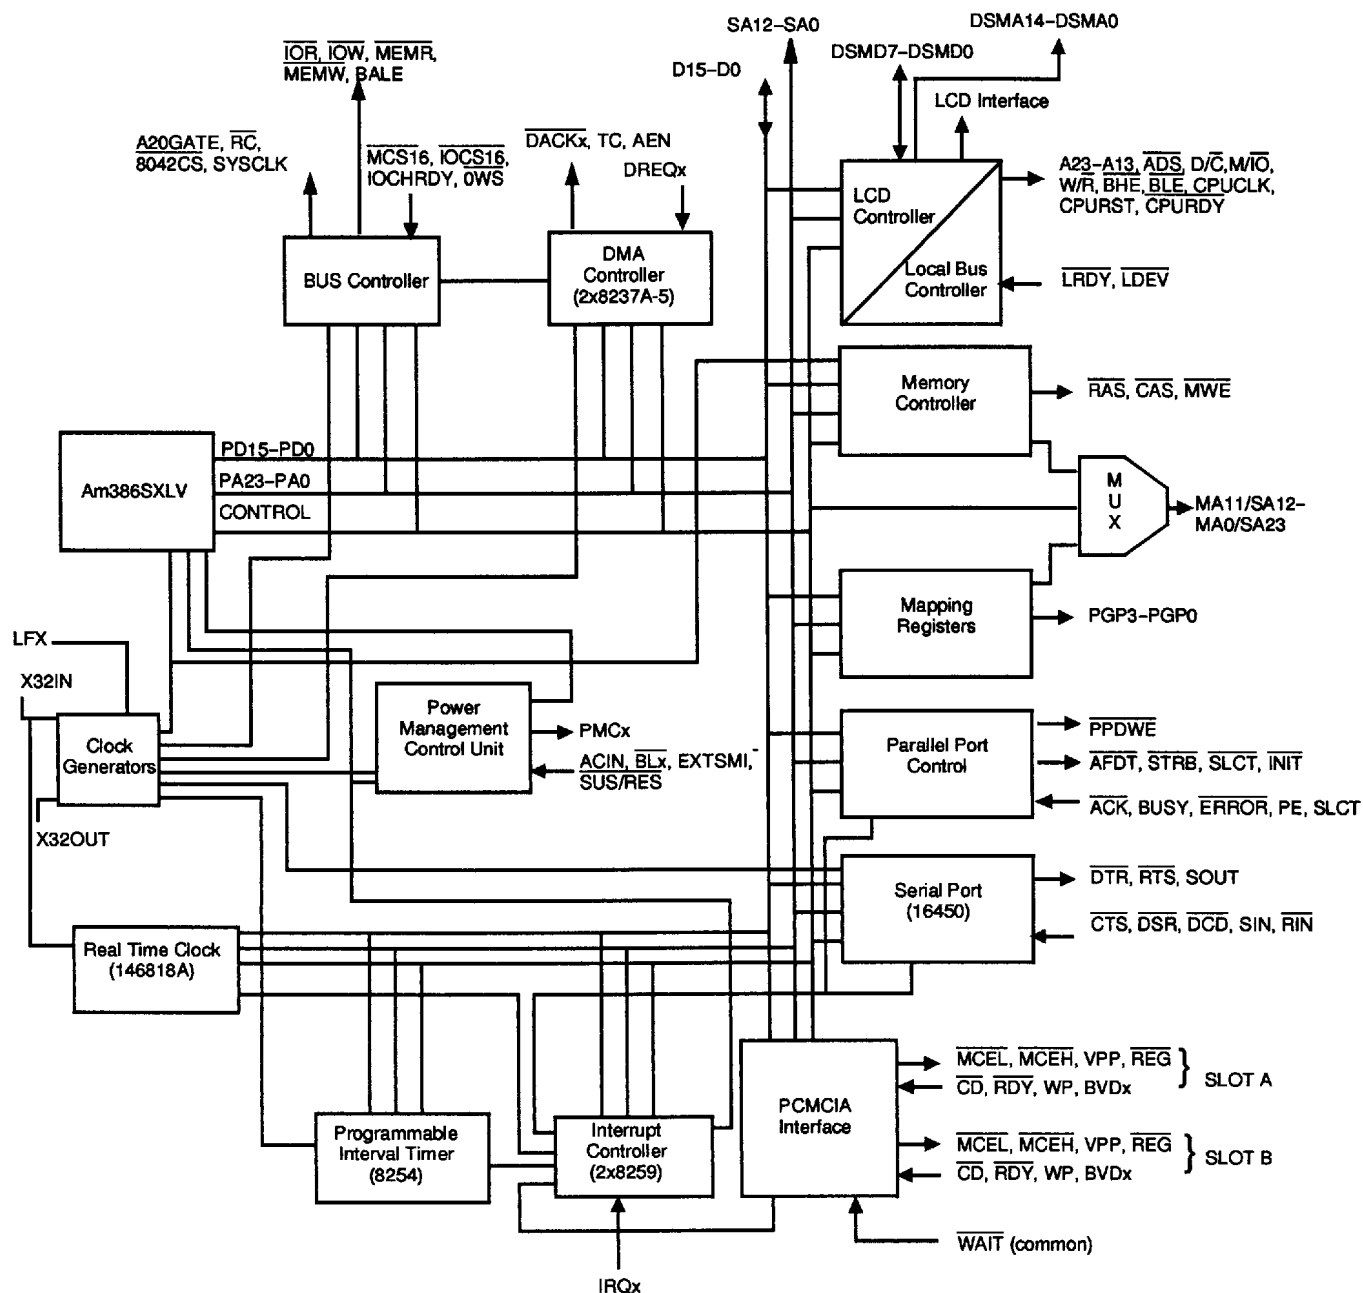 SA12–SA0
DSMA14–DSMA0
DSMD7–DSMD0
D15–D0
LCD Interface
IOR, IOW, MEMR,
MEMW, BALE
A20GATE, RC,
8042CS, SYSCLK
MCS16, IOCS16,
IOCHRDY, 0WS
DACKx, TC, AEN
DREQx
BUS Controller
DMA
Controller
(2x8237A-5)
LCD
Controller
Local Bus
Controller
A23–A13, ADS, D/C,M/IO,
W/R, BHE, BLE, CPUCLK,
CPURST, CPURDY
LRDY, LDEV
Memory
Controller
RAS, CAS, MWE
Am386SXLV
PD15–PD0
PA23–PA0
CONTROL
M
U
X
MA11/SA12–
MA0/SA23
Mapping
Registers
PGP3–PGP0
LFX
X32IN
Clock
Generators
X32OUT
Power
Management
Control Unit
PMCx
ACIN, BLx, EXTSMI,
SUS/RES
Parallel Port
Control
PPDWE
AFDT, STRB, SLCT, INIT
ACK, BUSY, ERROR, PE, SLCT
Serial Port
(16450)
DTR, RTS, SOUT
CTS, DSR, DCD, SIN, RIN
Real Time Clock
(146818A)
Programmable
Interval Timer
(8254)
Interrupt
Controller
(2x8259)
IRQx
PCMCIA
Interface
MCEL, MCEH, VPP, REG
CD, RDY, WP, BVDx
} SLOT A
MCEL, MCEH, VPP, REG
CD, RDY, WP, BVDx
} SLOT B
WAIT (common)